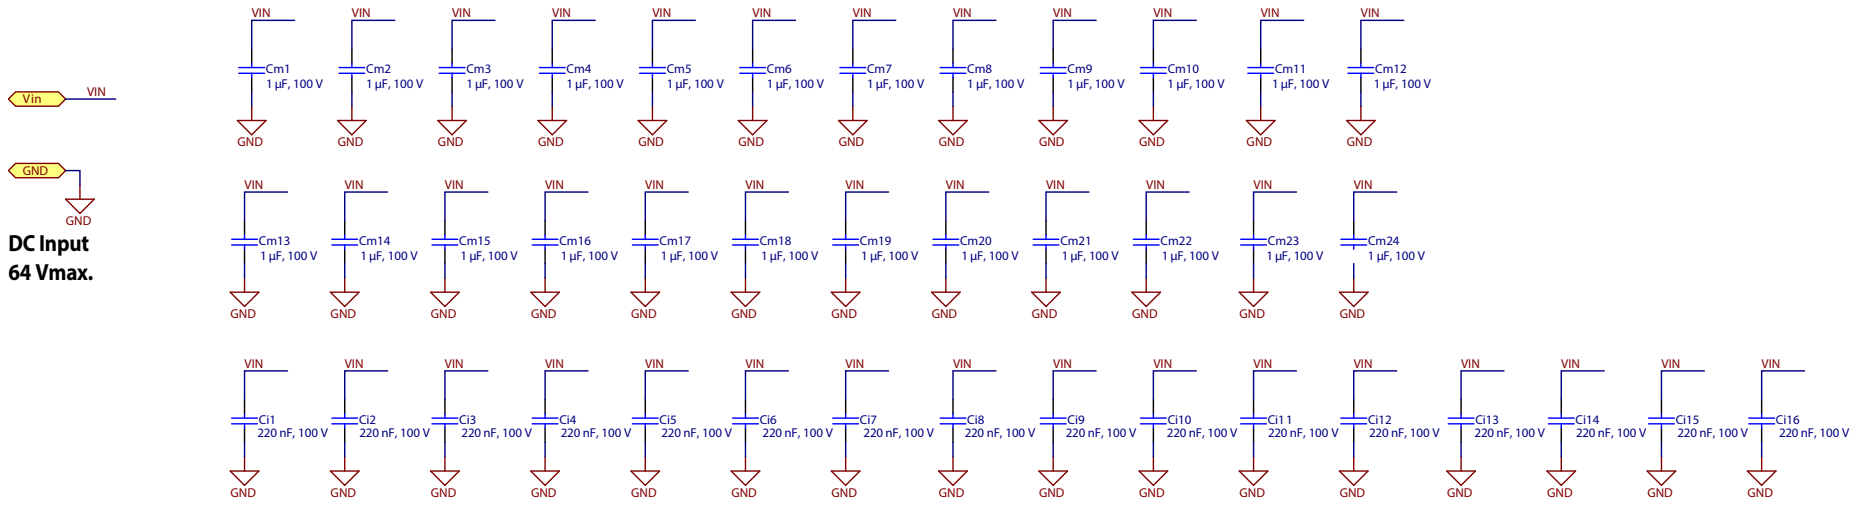 VIN VIN VIN VIN VIN VIN VIN VIN VIN VIN VIN VIN
Cm1 Cm2 Cm3 Cm4 Cm5 Cm6 Cm7 Cm8 Cm9 Cm10 Cm11 Cm12
1 µF, 100 V 1 µF, 100 V 1 µF, 100 V 1 µF, 100 V 1 µF, 100 V 1 µF, 100 V 1 µF, 100 V 1 µF, 100 V 1 µF, 100 V 1 µF, 100 V 1 µF, 100 V 1 µF, 100 V
Vin VIN
GND GND GND GND GND GND GND GND GND GND GND GND
GND
GND
DC Input
64 Vmax.
VIN VIN VIN VIN VIN VIN VIN VIN VIN VIN VIN VIN
Cm13 Cm14 Cm15 Cm16 Cm17 Cm18 Cm19 Cm20 Cm21 Cm22 Cm23 Cm24
1 µF, 100 V 1 µF, 100 V 1 µF, 100 V 1 µF, 100 V 1 µF, 100 V 1 µF, 100 V 1 µF, 100 V 1 µF, 100 V 1 µF, 100 V 1 µF, 100 V 1 µF, 100 V 1 µF, 100 V
GND GND GND GND GND GND GND GND GND GND GND GND
VIN VIN VIN VIN VIN VIN VIN VIN VIN VIN VIN VIN VIN VIN VIN VIN
Ci1 Ci2 Ci3 Ci4 Ci5 Ci6 Ci7 Ci8 Ci9 Ci10 Ci11 Ci12 Ci13 Ci14 Ci15 Ci16
220 nF, 100 V 220 nF, 100 V 220 nF, 100 V 220 nF, 100 V 220 nF, 100 V 220 nF, 100 V 220 nF, 100 V 220 nF, 100 V 220 nF, 100 V 220 nF, 100 V 220 nF, 100 V 220 nF, 100 V 220 nF, 100 V 220 nF, 100 V 220 nF, 100 V 220 nF, 100 V
GND GND GND GND GND GND GND GND GND GND GND GND GND GND GND GND